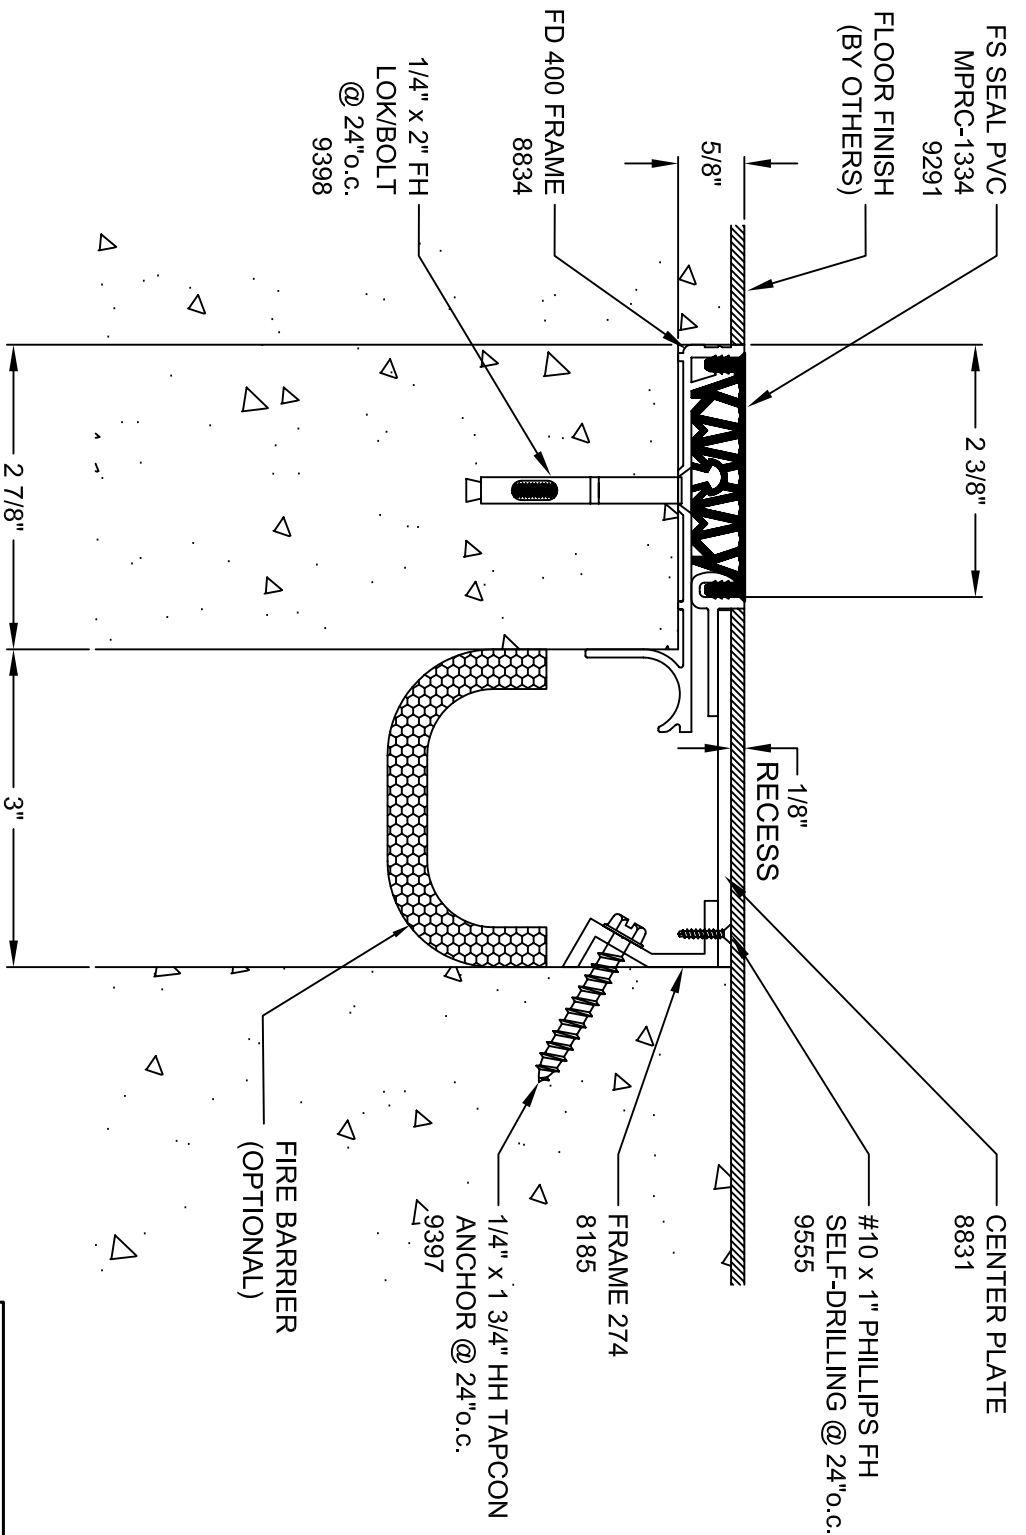 FS SEAL PVC
MPRC-1334
9291
FLOOR FINISH
(BY OTHERS)
5/8"
FD 400 FRAME
8834
1/4" x 2" FH
LOK/BOLT
@ 24"o.c.
9398
2 3/8"
1/8"
RECESS
2 7/8"
3"
CENTER PLATE
8831
#10 x 1" PHILLIPS FH
SELF-DRILLING @ 24"o.c.
9555
FRAME 274
8185
1/4" x 1 3/4" HH TAPCON
ANCHOR @ 24"o.c.
9397
FIRE BARRIER
(OPTIONAL)